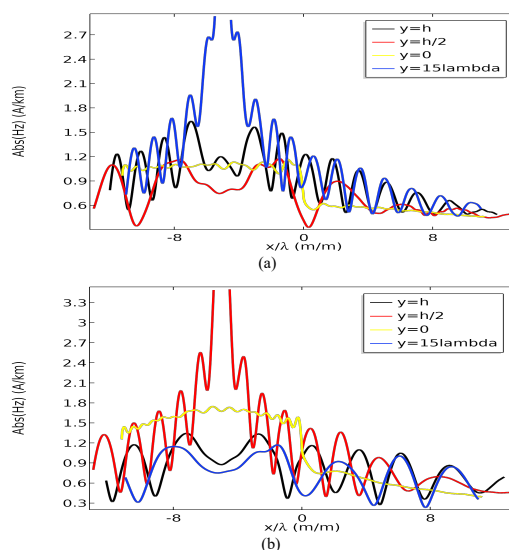 2.7
2.4
2.1
1.8
1.5
1.2
0.9
0.6
Abs(Hz) (A/km)
y=h
y=h/2
y=0
y=15lambda
-8
0
8
x/λ (m/m)
(a)
3.3
3
2.7
2.4
2.1
1.8
1.5
1.2
0.9
0.6
0.3
Abs(Hz) (A/km)
y=h
y=h/2
y=0
y=15lambda
-8
0
8
x/λ (m/m)
(b)